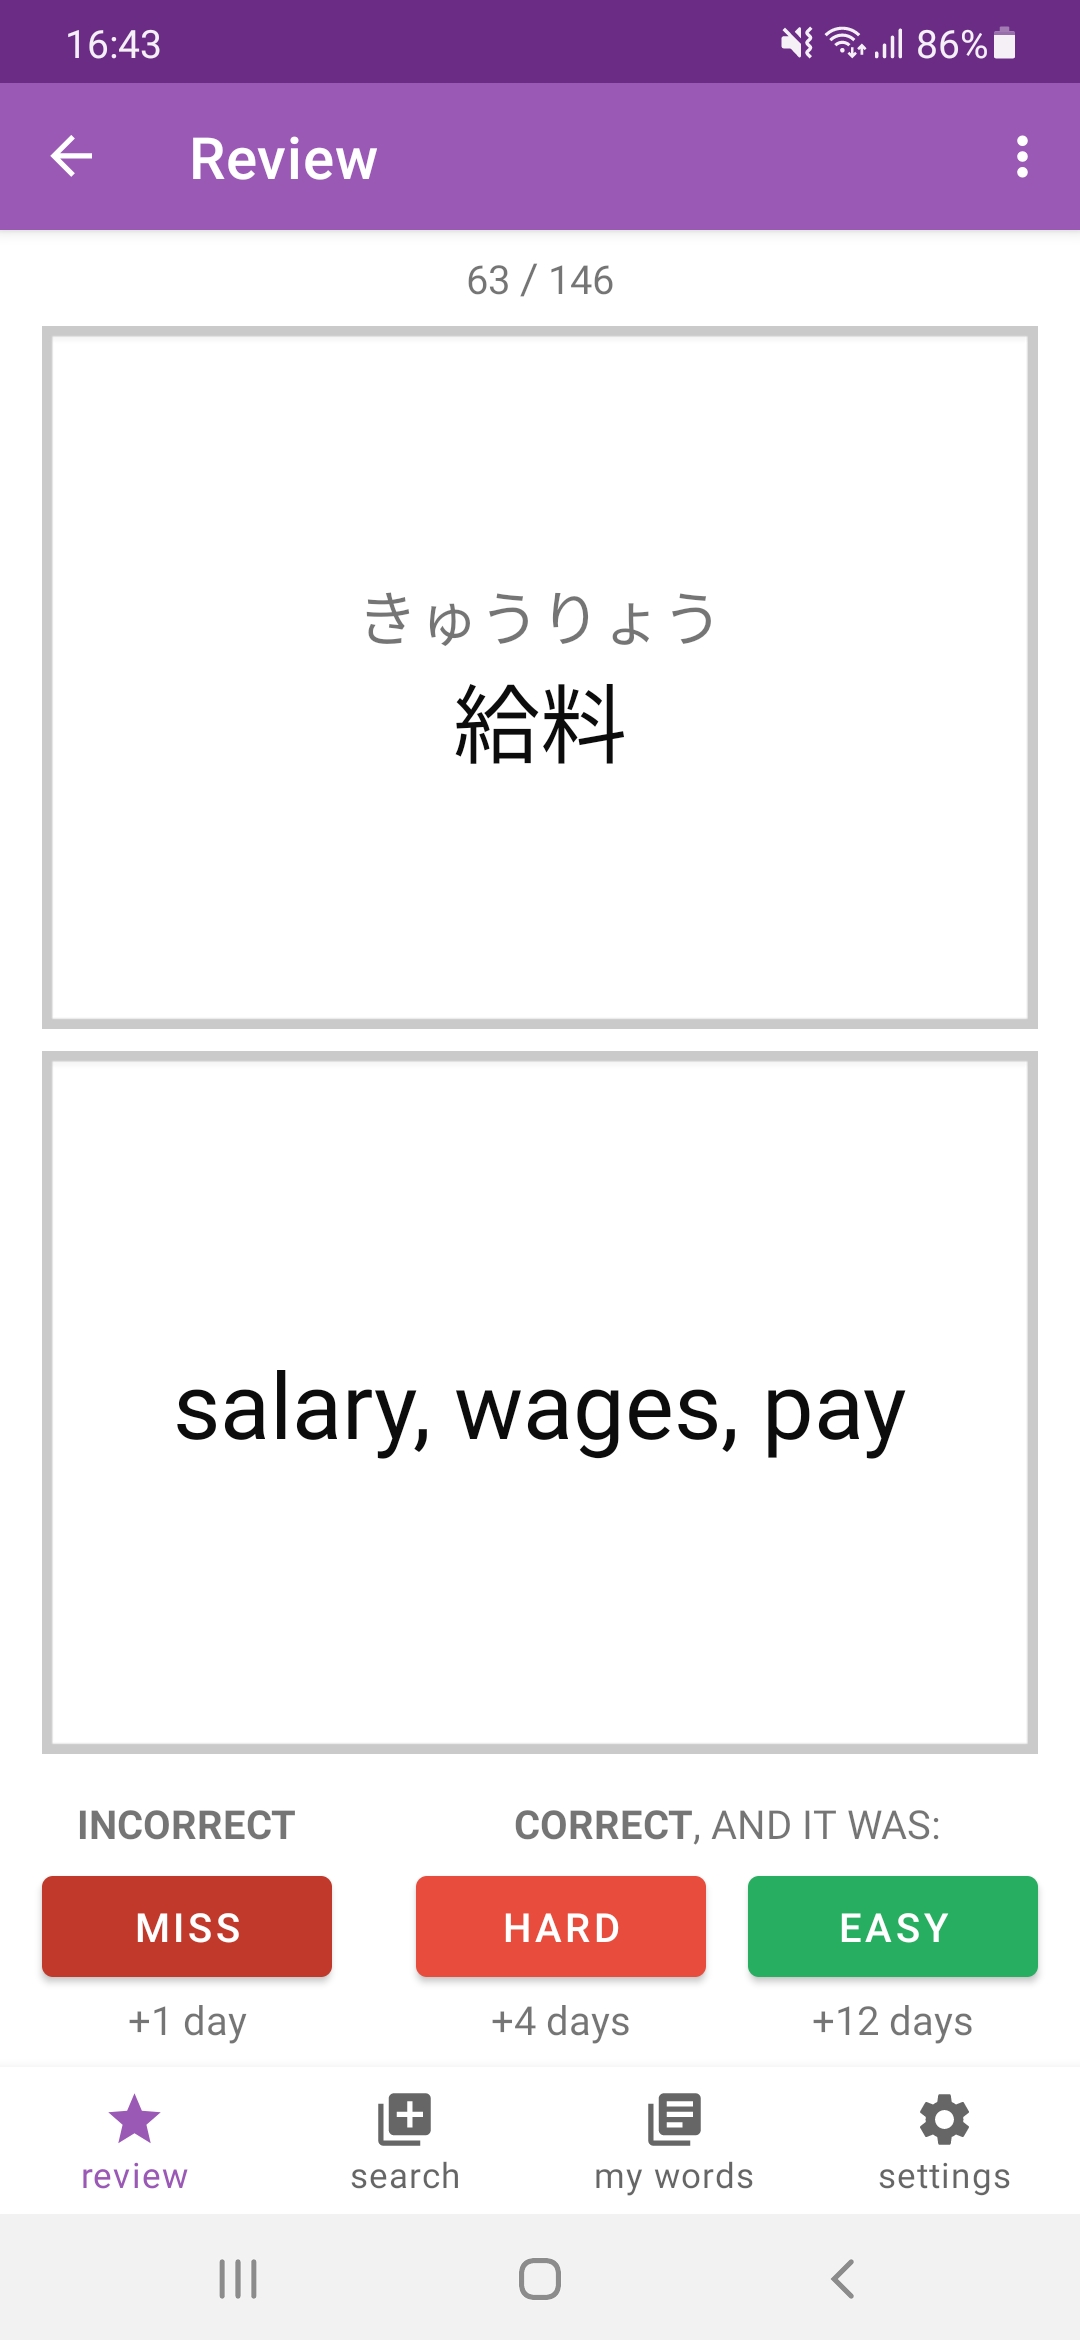 16:43
86%
Review
63 / 146
きゅうりょう
給料
salary, wages, pay
INCORRECT
CORRECT, AND IT WAS:
MISS
HARD
EASY
+1 day
+4 days
+12 days
review
search
my words
settings